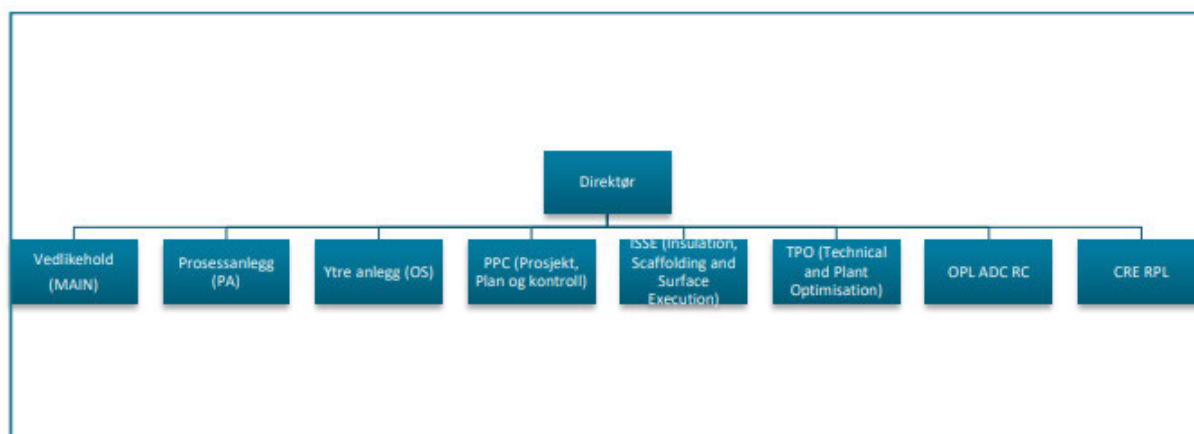 Direktør
Vedlikehold
(MAIN)
Prosessanlegg
(PA)
Ytre anlegg (OS)
PPC (Prosjekt,
Plan og kontroll)
ISSE (Insulation,
Scaffolding and
Surface
Execution)
TPO (Technical
and Plant
Optimisation)
OPL ADC RC
CRE RPL